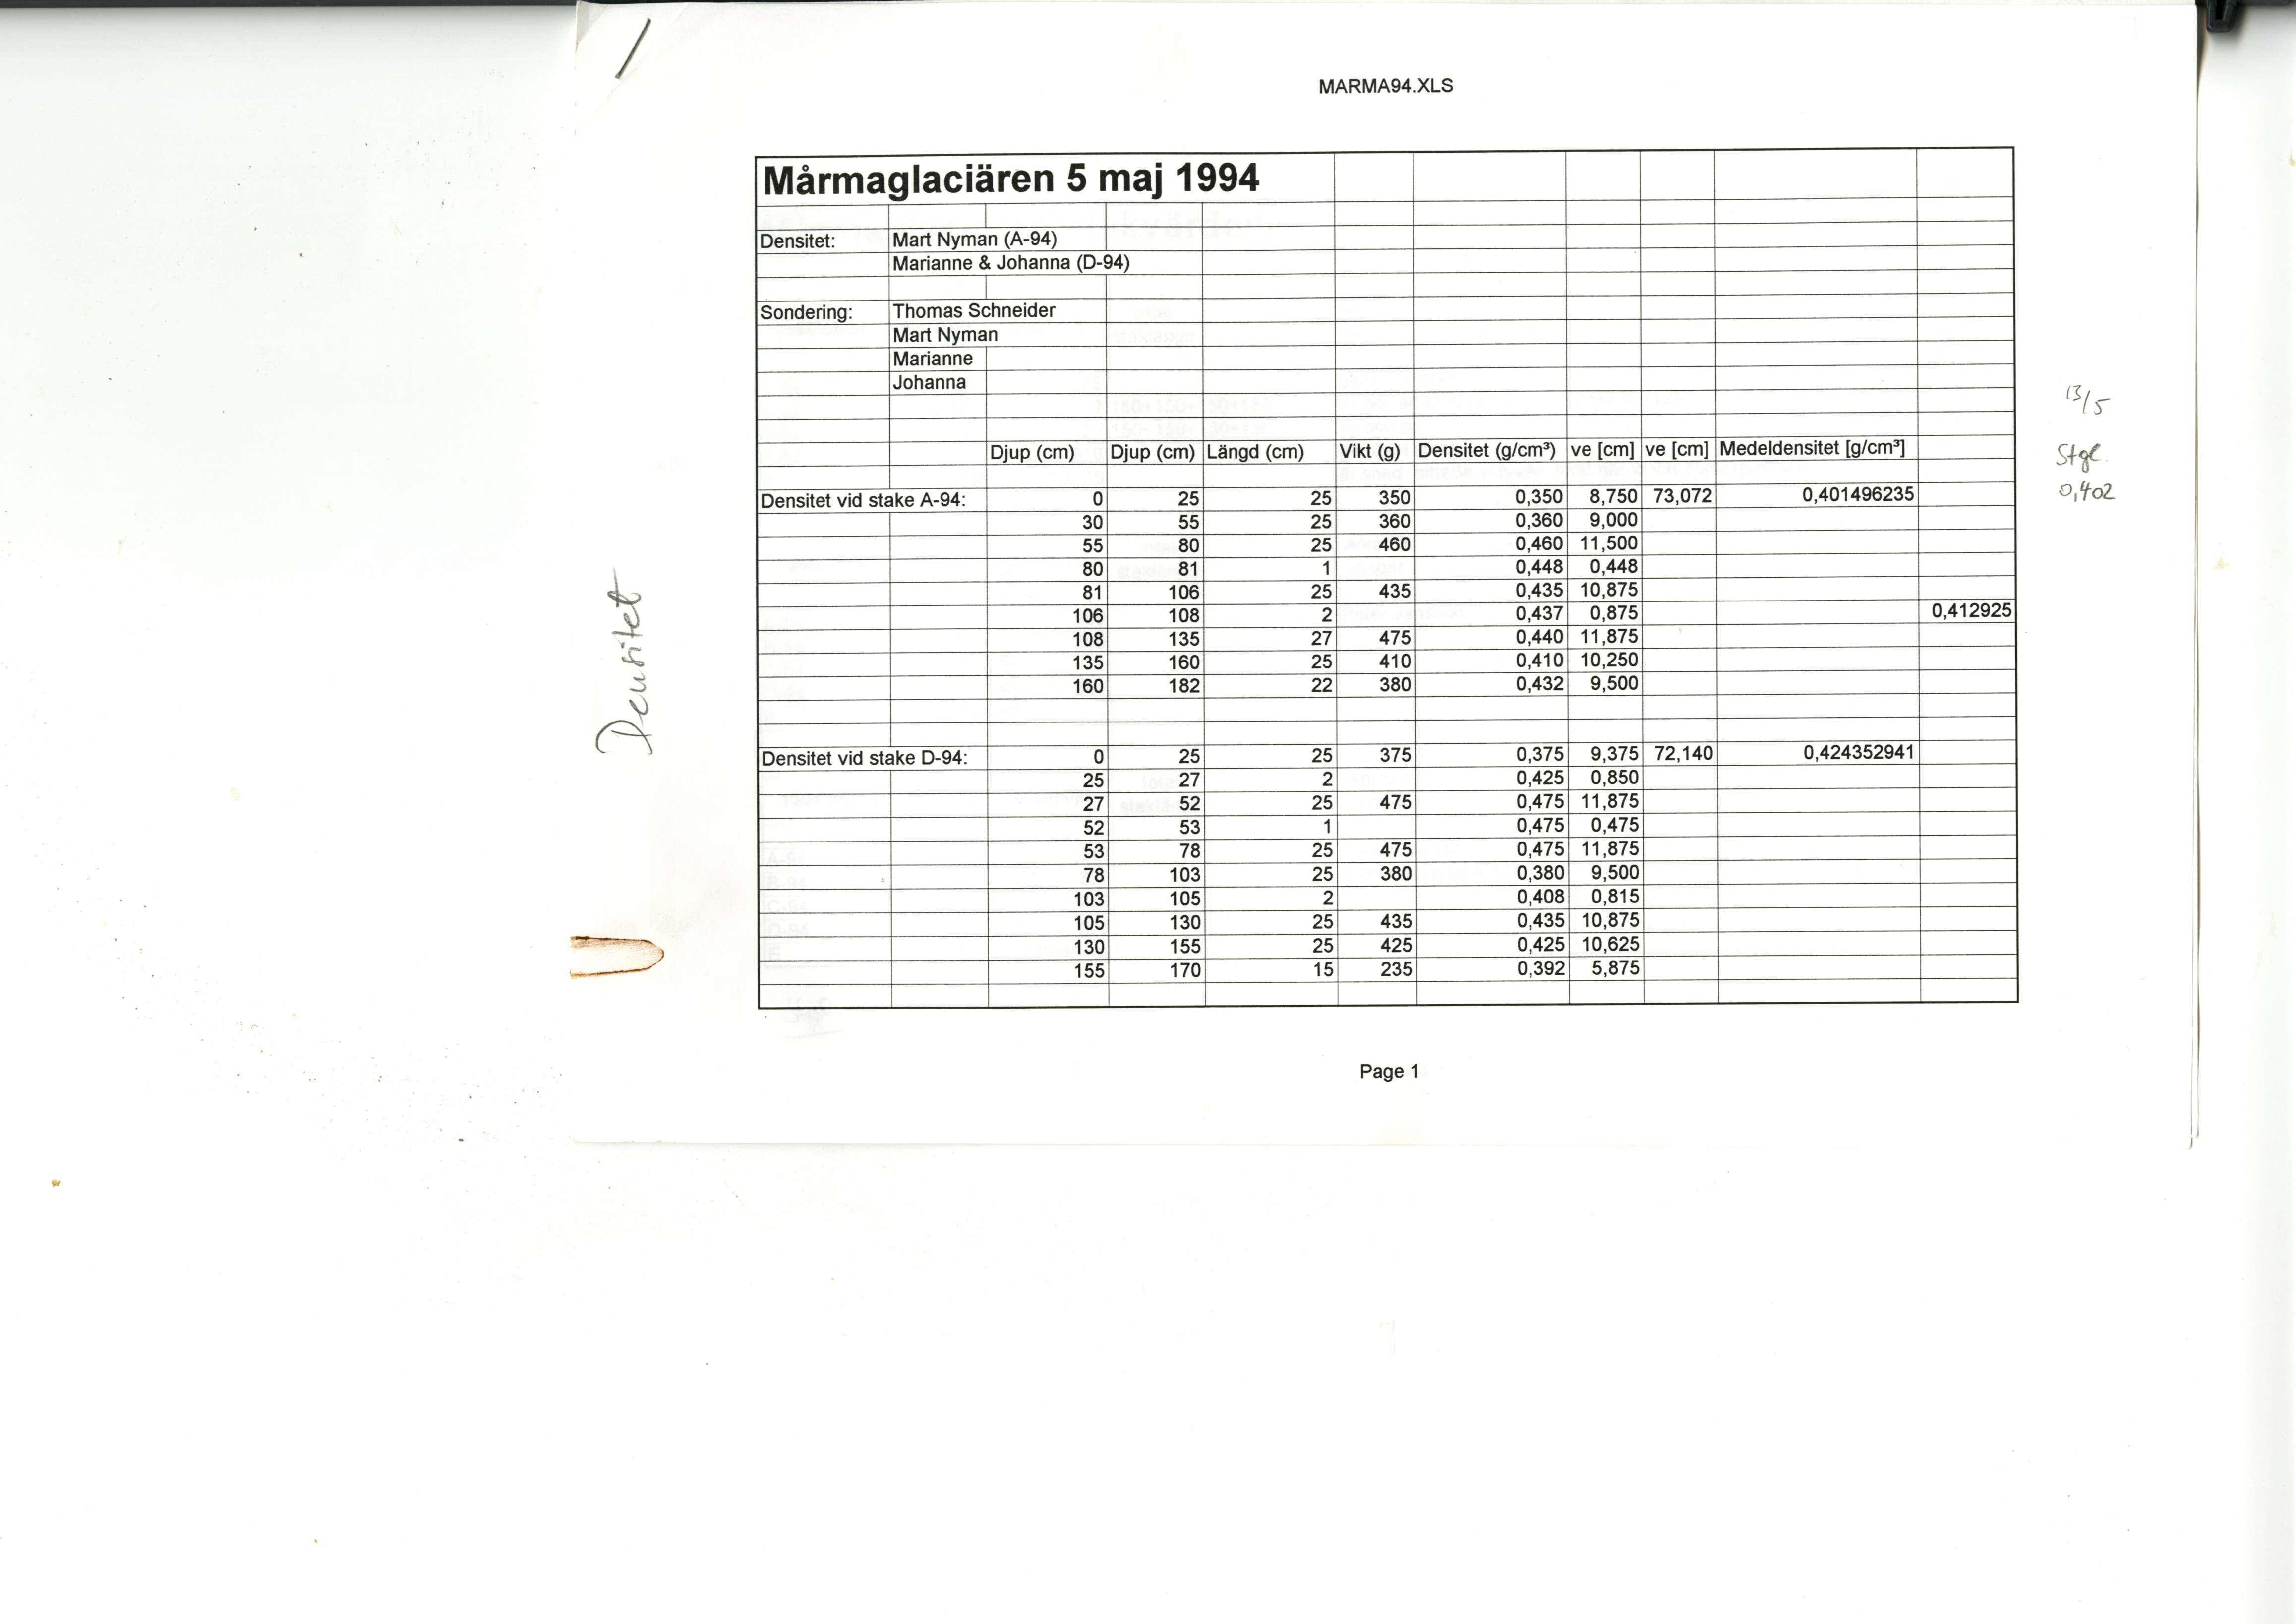 MARMA94.XLS
Mårmaglaciären 5 maj 1994
Densitet: Mart Nyman (A-94)
Marianne & Johanna (D-94)
Sondering: Thomas Schneider
Mart Nyman
Marianne
Johanna
13/5
Djup (cm) Djup (cm) Längd (cm) Vikt (g) Densitet (g/cm³) ve [cm] ve [cm] Medeldensitet [g/cm³]
Stgl.
Densitet vid stake A-94: 0 25 25 350 0,350 8,750 73,072 0,401496235
0,402
30 55 25 360 0,360 9,000
55 80 25 460 0,460 11,500
80 81 1 0,448 0,448
81 106 25 435 0,435 10,875
106 108 2 0,437 0,875 0,412925
108 135 27 475 0,440 11,875
135 160 25 410 0,410 10,250
160 182 22 380 0,432 9,500
Densitet
Densitet vid stake D-94: 0 25 25 375 0,375 9,375 72,140 0,424352941
25 27 2 0,425 0,850
27 52 25 475 0,475 11,875
52 53 1 0,475 0,475
53 78 25 475 0,475 11,875
78 103 25 380 0,380 9,500
103 105 2 0,408 0,815
105 130 25 435 0,435 10,875
130 155 25 425 0,425 10,625
155 170 15 235 0,392 5,875
Page 1